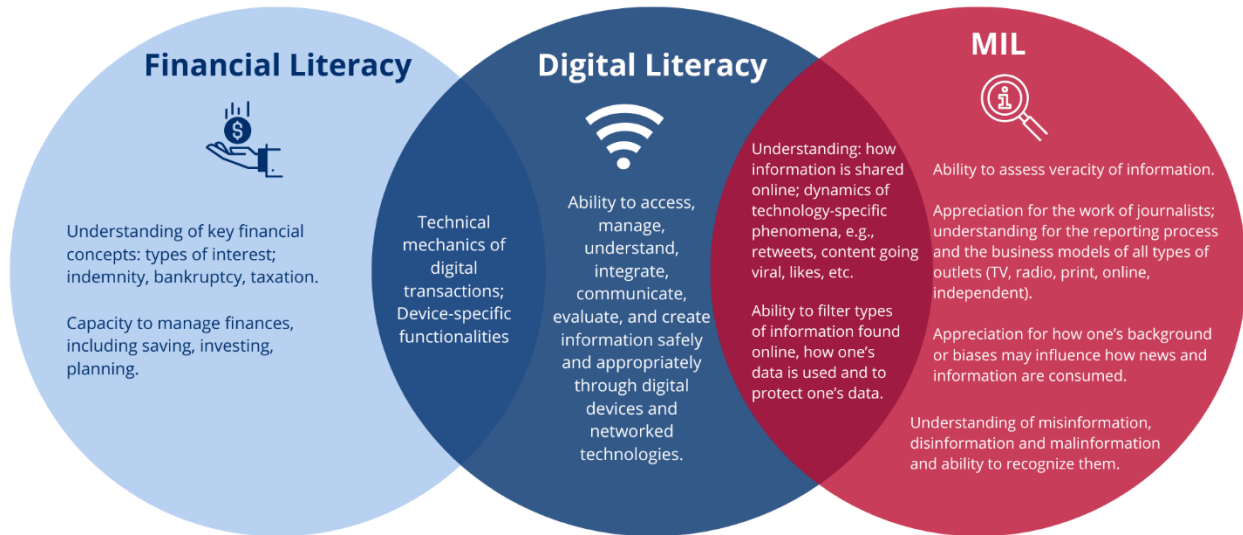 Financial Literacy
$
Understanding of key financial
concepts: types of interest;
indemnity, bankruptcy, taxation.
Capacity to manage finances,
including saving, investing,
planning.
Technical
mechanics of
digital
transactions;
Device-specific
functionalities
Digital Literacy
Ability to access,
manage,
understand,
integrate,
communicate,
evaluate, and create
information safely
and appropriately
through digital
devices and
networked
technologies.
Understanding: how
information is shared
online; dynamics of
technology-specific
phenomena, e.g.,
retweets, content going
viral, likes, etc.
Ability to filter types
of information found
online, how one's
data is used and to
protect one's data.
MIL
i
Ability to assess veracity of information.
Appreciation for the work of journalists;
understanding for the reporting process
and the business models of all types of
outlets (TV, radio, print, online,
independent).
Appreciation for how one's background
or biases may influence how news and
information are consumed.
Understanding of misinformation,
disinformation and malinformation
and ability to recognize them.